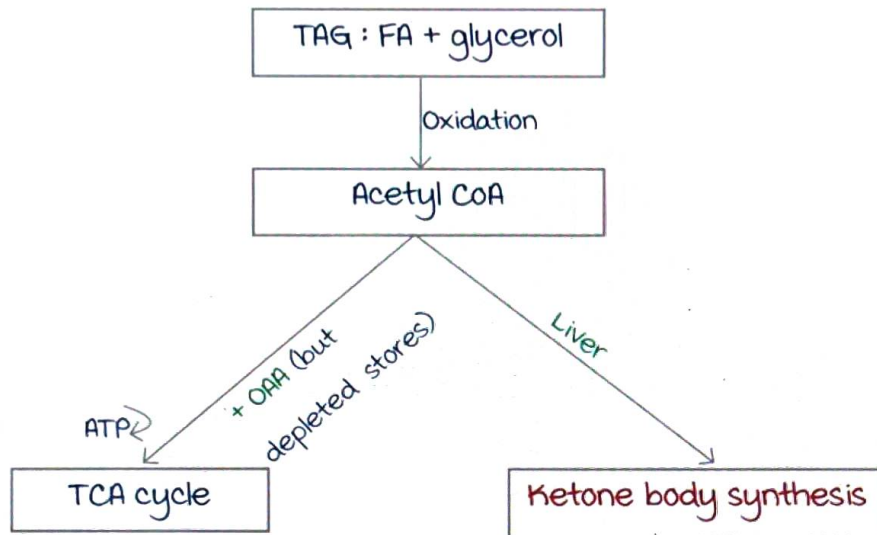 TAG : FA + glycerol
Oxidation
Acetyl CoA
+ OAA (but
depleted stores)
Liver
ATP
TCA cycle
Ketone body synthesis